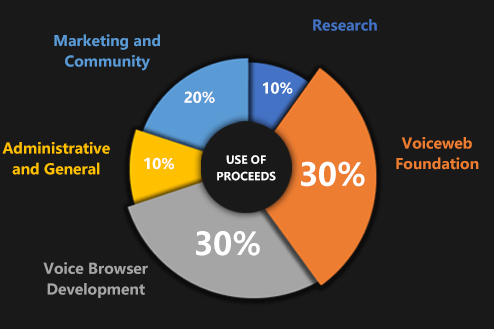 Research
10%
Marketing and
Community
20%
Voiceweb
Foundation
30%
Administrative
and General
10%
USE OF
PROCEEDS
Voice Browser
Development
30%